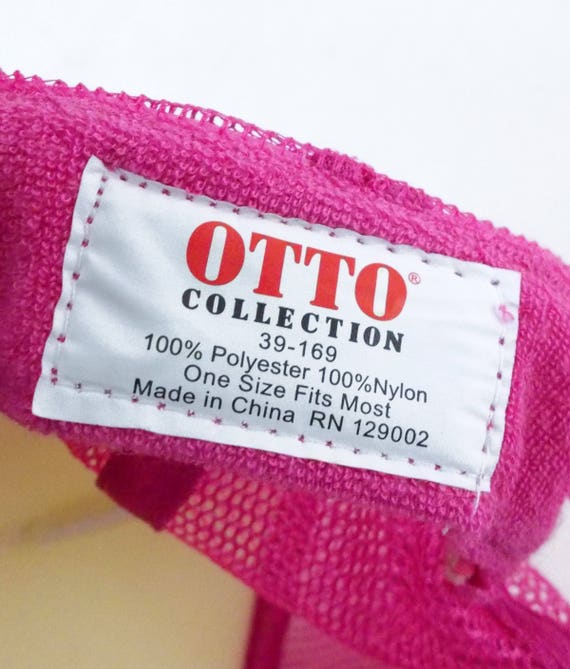 OTTO®
COLLECTION
39-169
100% Polyester 100%Nylon
One Size Fits Most
Made in China RN 129002